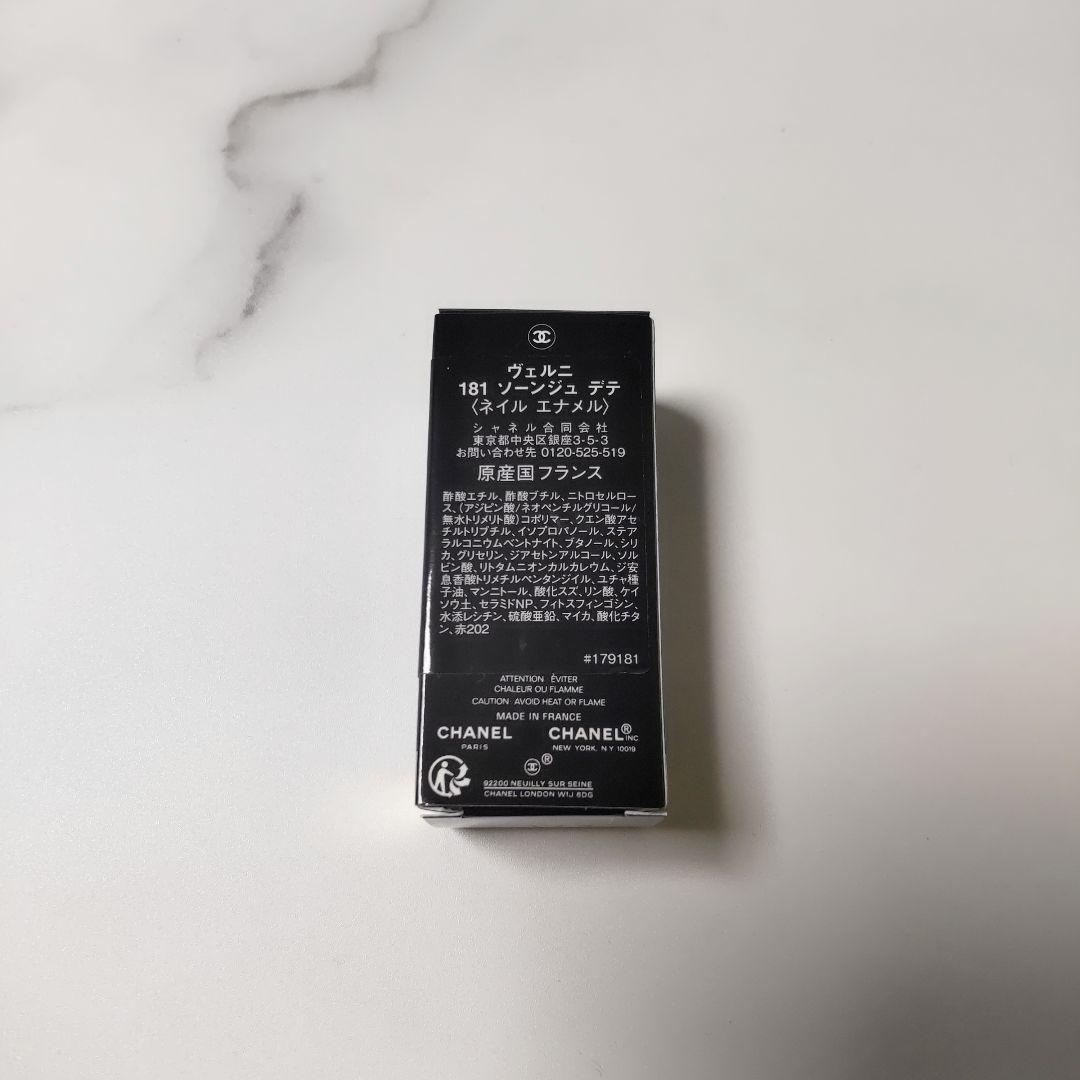 ヴェルニ
181 ソーンジュ デテ
〈ネイル エナメル〉
シャネル合同会社
東京都中央区銀座3-5-3
お問い合わせ先 0120-525-519
原産国フランス
酢酸エチル、酢酸ブチル、ニトロセルロー
ス、(アジピン酸/ネオペンチルグリコール/
無水トリメリト酸)コポリマー、クエン酸アセ
チルトリブチル、イソプロパノール、ステア
ラルコニウムベントナイト、ブタノール、シリ
カ、グリセリン、ジアセトンアルコール、ソル
ビン酸、リトタムニオンカルカレウム、ジ安
息香酸トリメチルペンタンジイル、ユチャ種
子油、マンニトール、酸化スズ、リン酸、ケイ
ソウ土、セラミドNP、フィトスフィンゴシン、
水添レシチン、硫酸亜鉛、マイカ、酸化チタ
ン、赤202
#179181
ATTENTION ÉVITER
CHALEUR OU FLAMME
CAUTION AVOID HEAT OR FLAME
MADE IN FRANCE
CHANEL CHANEL® INC
PARIS NEW YORK, N.Y 10019
®
92200 NEUILLY SUR SEINE
CHANEL LONDON W1J 6DG